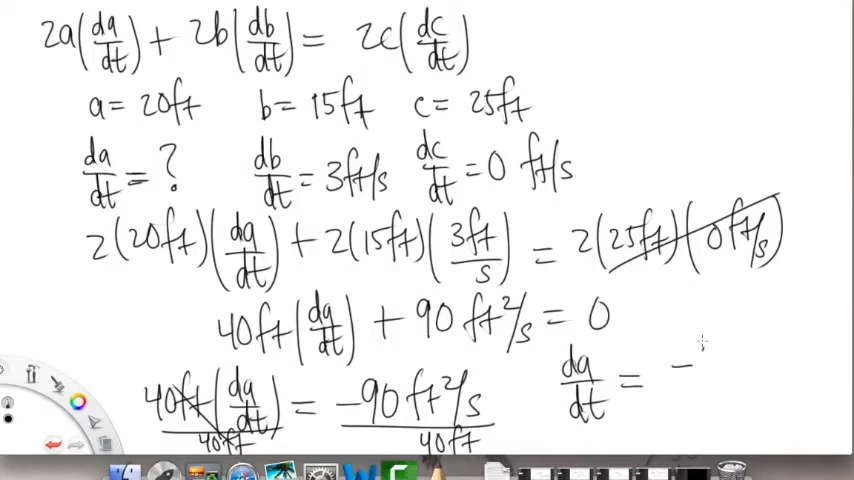 2a(da/dt) + 2b(db/dt) = 2c(dc/dt)
a= 20ft b= 15ft c= 25ft
da/dt = ? db/dt = 3ft/s dc/dt = 0 ft/s
2(20ft)(da/dt) + 2(15ft)(3ft/s) = 2(25ft)(0ft/s)
40ft(da/dt) + 90ft²/s = 0
40ft(da/dt)/40ft = -90ft²/s/40ft da/dt = -